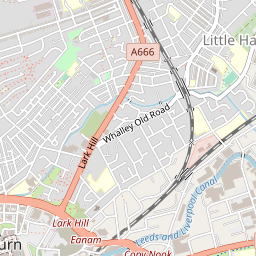 A666
Little Ha
Whalley Old Road
Lark Hill
Leeds and Liverpool Canal
Lark Hill
urn
Eanam
Copy Nook